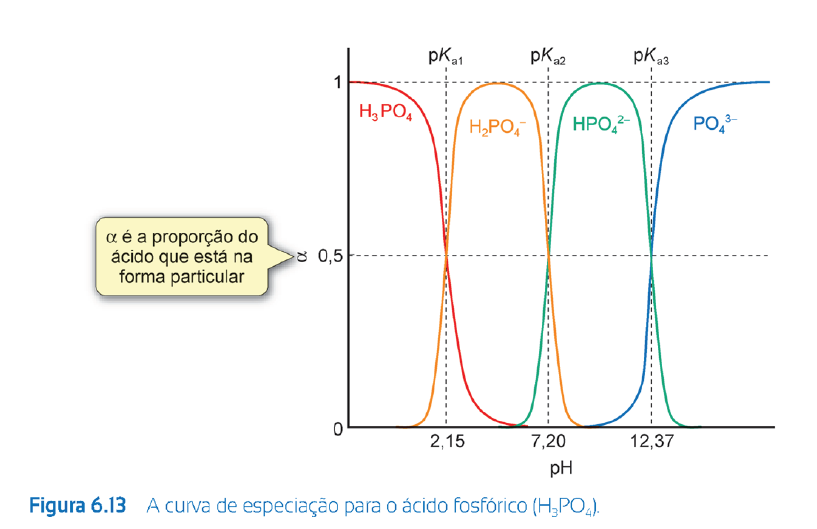 pKa1 pKa2 pKa3
1
H₃PO₄
H₂PO₄⁻
HPO₄²⁻
PO₄³⁻
α é a proporção do
ácido que está na
forma particular
α
0,5
0
2,15 7,20 12,37
pH
Figura 6.13 A curva de especiação para o ácido fosfórico (H₃PO₄).